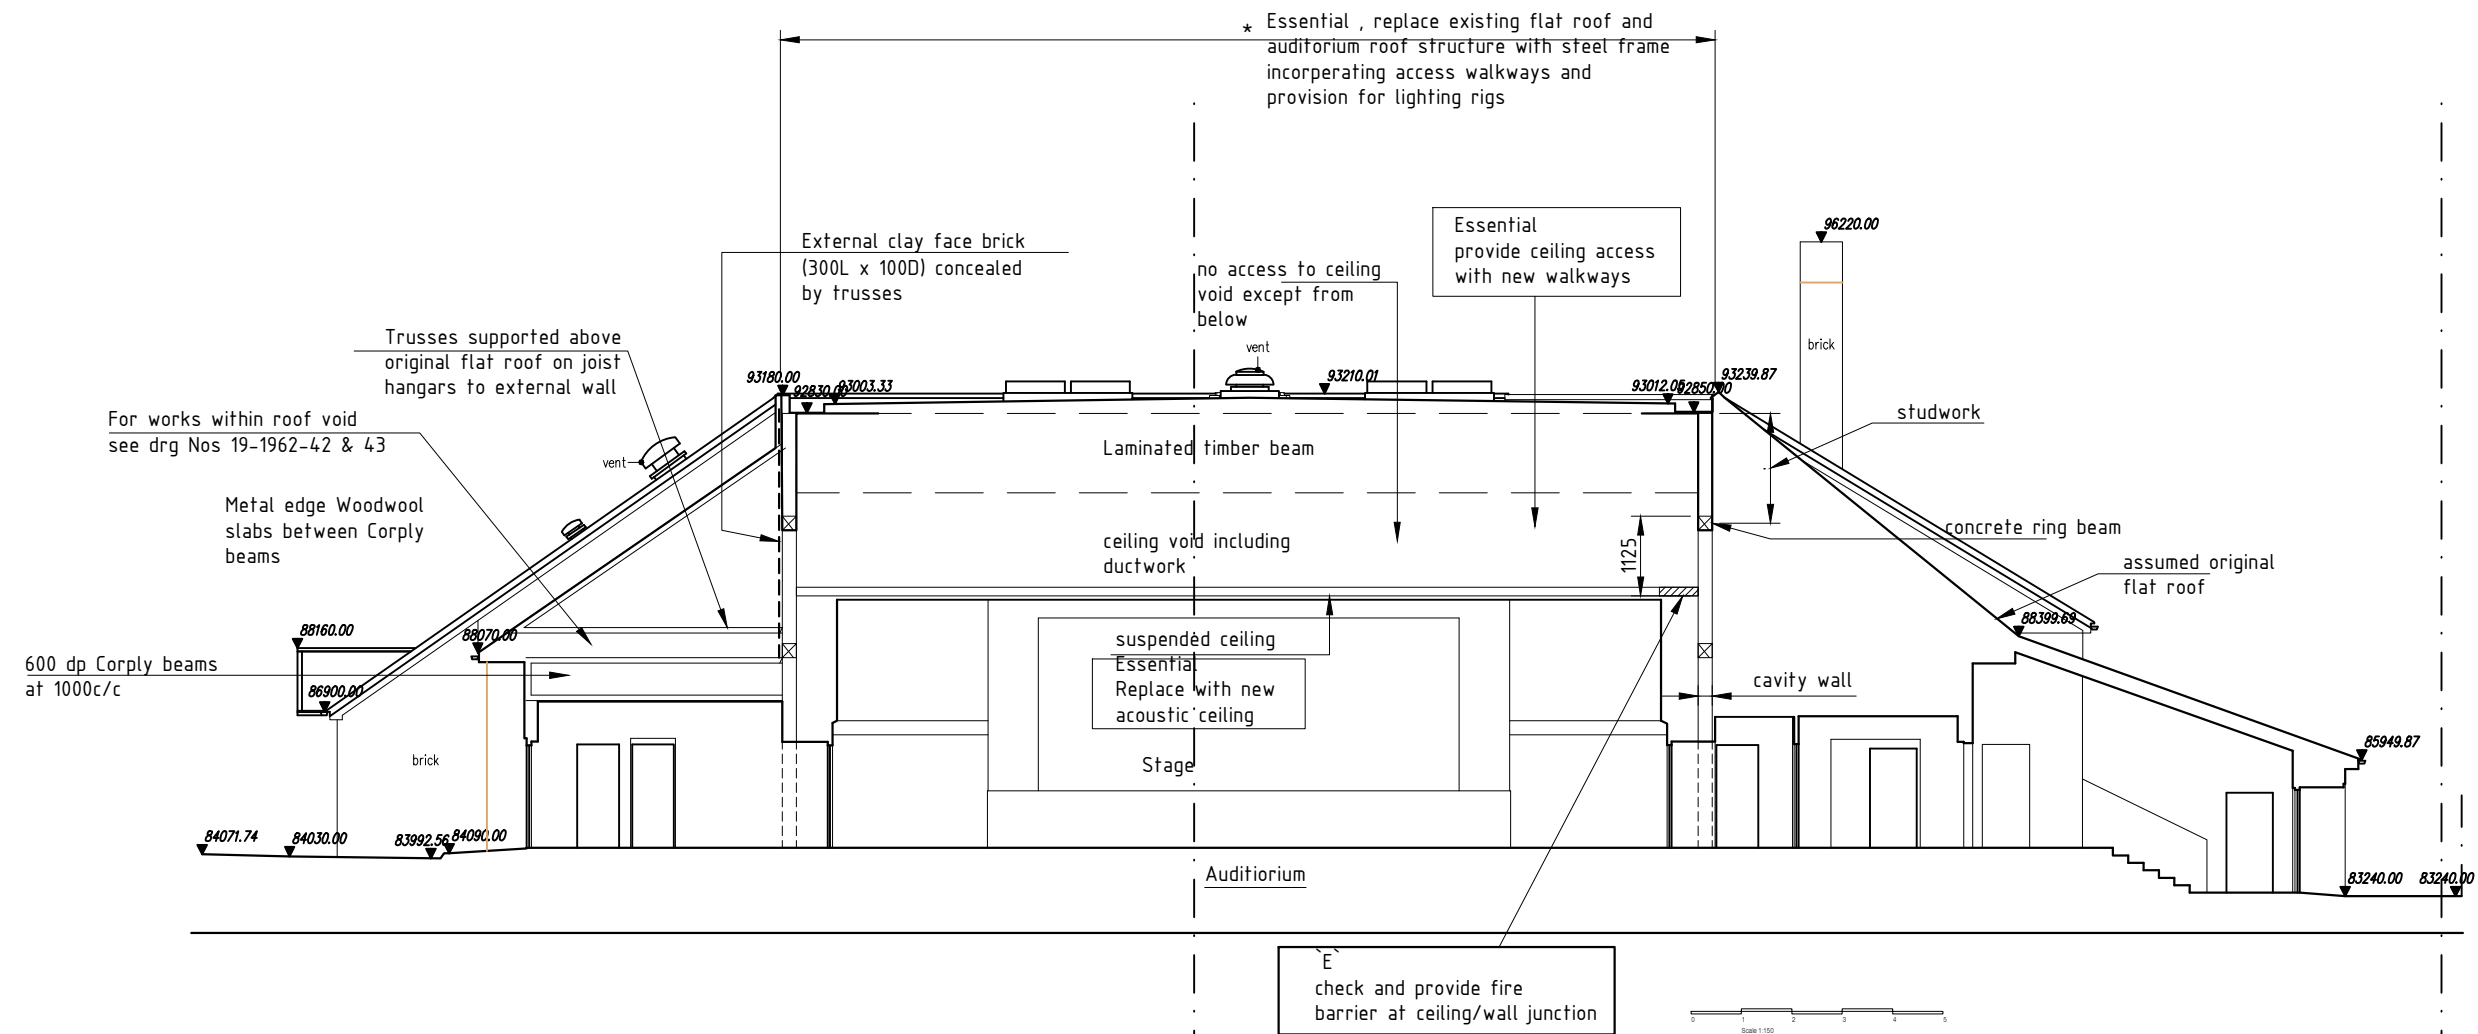 * Essential , replace existing flat roof and
auditorium roof structure with steel frame
incorperating access walkways and
provision for lighting rigs
External clay face brick
(300L x 100D) concealed
by trusses
no access to ceiling
void except from
below
Essential
provide ceiling access
with new walkways
96220.00
brick
Trusses supported above
original flat roof on joist
hangars to external wall
For works within roof void
see drg Nos 19-1962-42 & 43
Metal edge Woodwool
slabs between Corply
beams
vent
vent
93180.00
92830.00
93003.33
93210.01
93012.05
92850.00
93239.87
studwork
Laminated timber beam
concrete ring beam
ceiling void including
ductwork
1125
assumed original
flat roof
88160.00
88070.00
88399.69
600 dp Corply beams
at 1000c/c
86900.00
suspended ceiling
Essential
Replace with new
acoustic ceiling
cavity wall
brick
Stage
85949.87
84071.74
84030.00
83992.56
84090.00
Auditiorium
83240.00
83240.00
`E`
check and provide fire
barrier at ceiling/wall junction
0 1 2 3 4 5
Scale 1:150